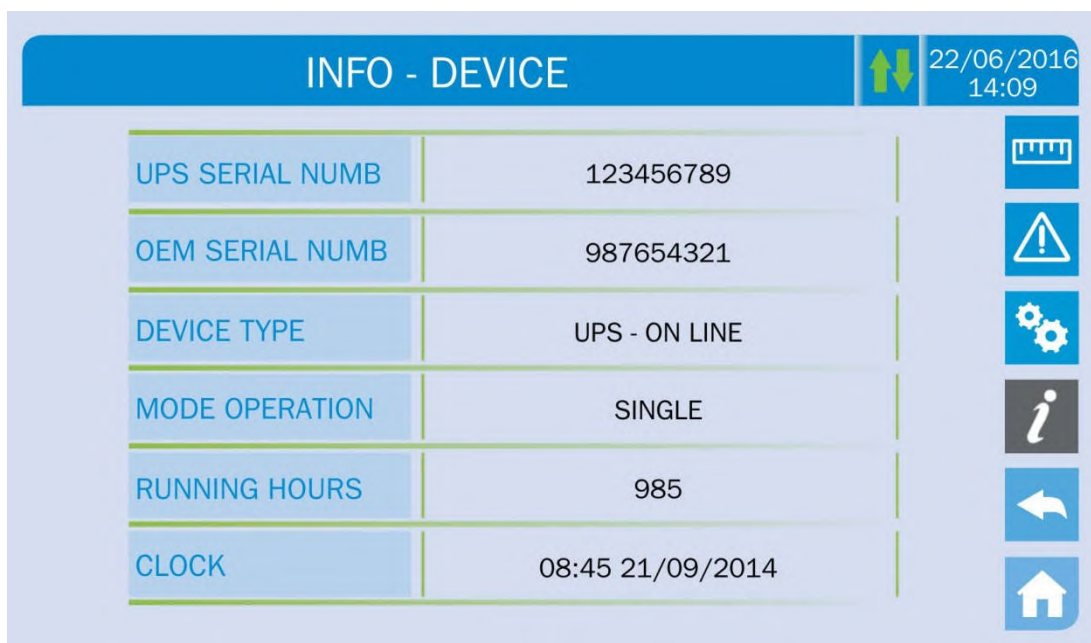 INFO - DEVICE
22/06/2016
14:09
UPS SERIAL NUMB 123456789
OEM SERIAL NUMB 987654321
DEVICE TYPE UPS - ON LINE
MODE OPERATION SINGLE
RUNNING HOURS 985
CLOCK 08:45 21/09/2014